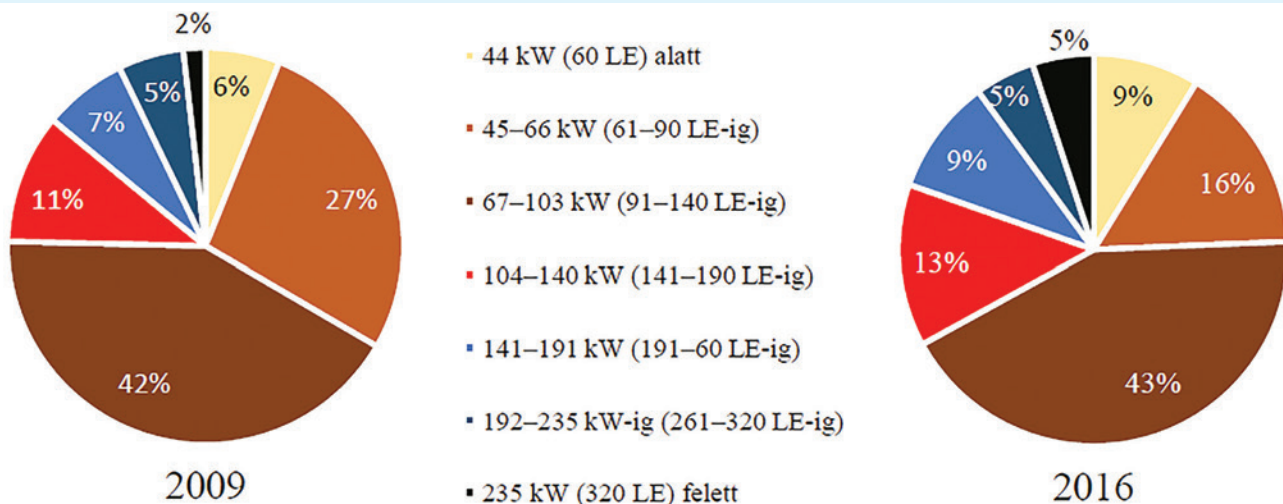 2%
6%
5%
7%
27%
11%
42%
2009
44 kW (60 LE) alatt
45–66 kW (61–90 LE-ig)
67–103 kW (91–140 LE-ig)
104–140 kW (141–190 LE-ig)
141–191 kW (191–60 LE-ig)
192–235 kW-ig (261–320 LE-ig)
235 kW (320 LE) felett
5%
9%
5%
9%
16%
13%
43%
2016